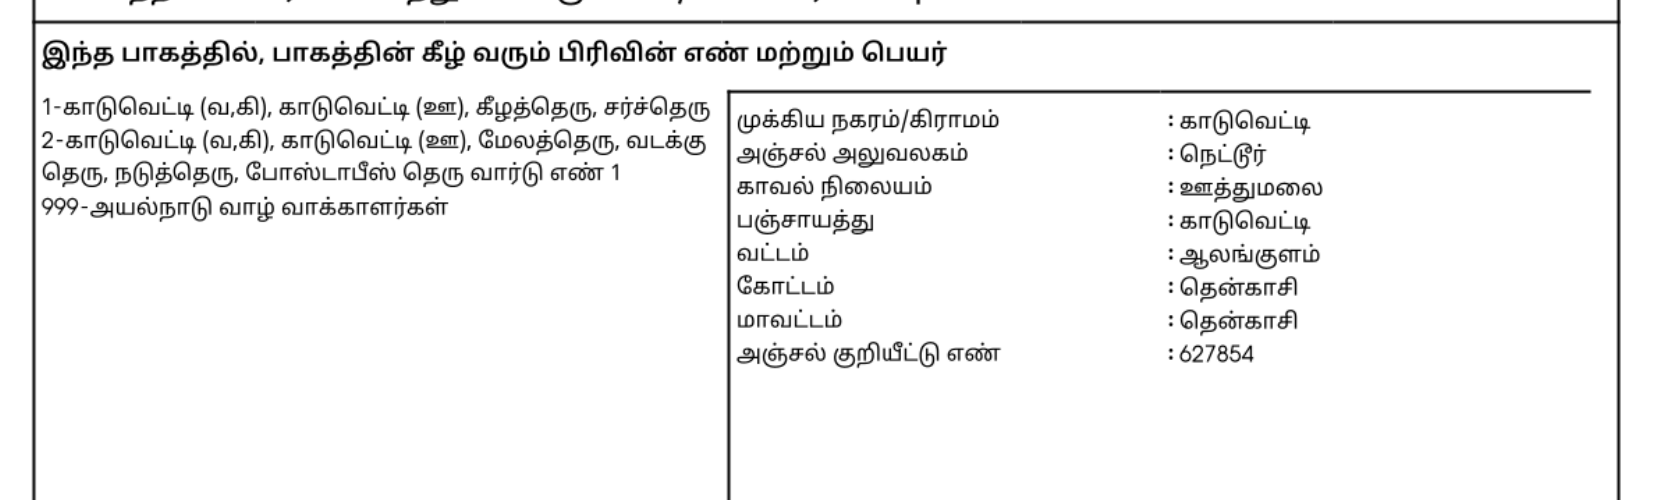 இந்த பாகத்தில், பாகத்தின் கீழ் வரும் பிரிவின் எண் மற்றும் பெயர்
1-காடுவெட்டி (வ,கி), காடுவெட்டி (ஊ), கீழத்தெரு, சர்ச்தெரு
2-காடுவெட்டி (வ,கி), காடுவெட்டி (ஊ), மேலத்தெரு, வடக்கு
தெரு, நடுத்தெரு, போஸ்டாபீஸ் தெரு வார்டு எண் 1
999-அயல்நாடு வாழ் வாக்காளர்கள்
முக்கிய நகரம்/கிராமம் : காடுவெட்டி
அஞ்சல் அலுவலகம் : நெட்டூர்
காவல் நிலையம் : ஊத்துமலை
பஞ்சாயத்து : காடுவெட்டி
வட்டம் : ஆலங்குளம்
கோட்டம் : தென்காசி
மாவட்டம் : தென்காசி
அஞ்சல் குறியீட்டு எண் : 627854